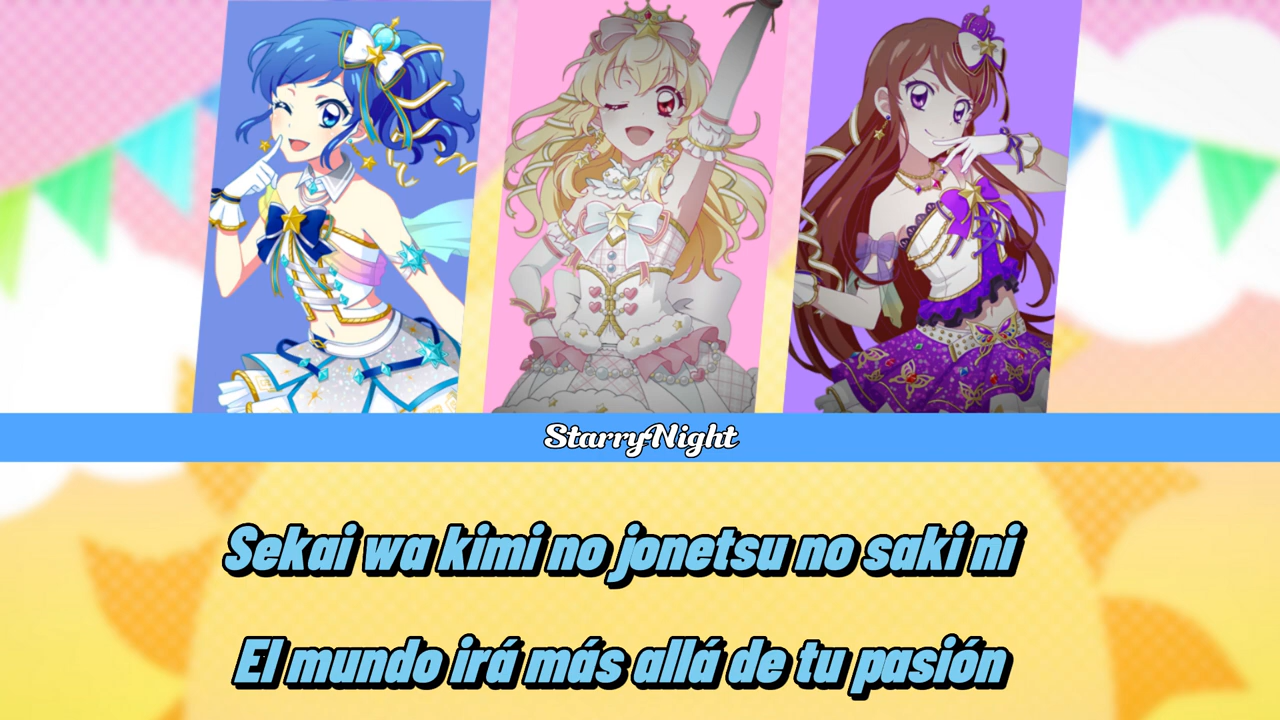 StarryNight
Sekai wa kimi no jonetsu no saki ni
El mundo irá más allá de tu pasión